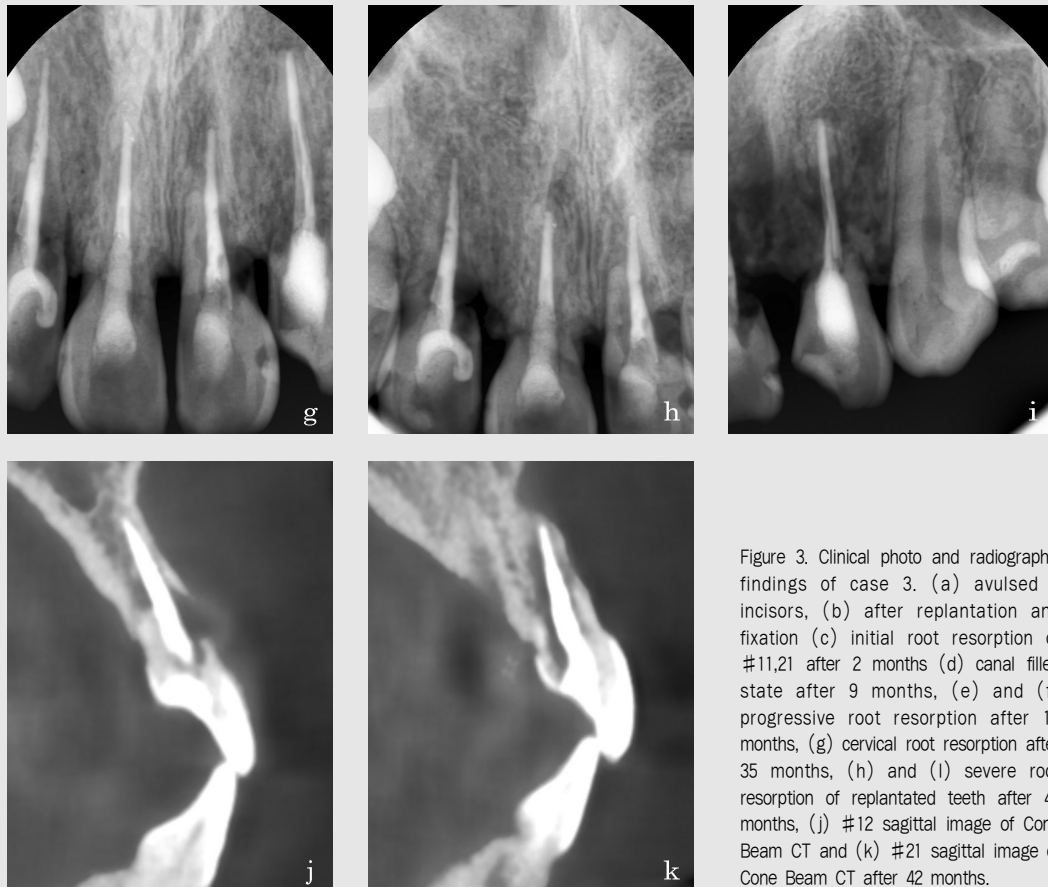 g
h
i
j
k
Figure 3. Clinical photo and radiograph
findings of case 3. (a) avulsed
incisors, (b) after replantation an
fixation (c) initial root resorption
#11,21 after 2 months (d) canal fille
state after 9 months, (e) and (f
progressive root resorption after 1
months, (g) cervical root resorption afte
35 months, (h) and (l) severe roo
resorption of replantated teeth after 4
months, (j) #12 sagittal image of Con
Beam CT and (k) #21 sagittal image
Cone Beam CT after 42 months.